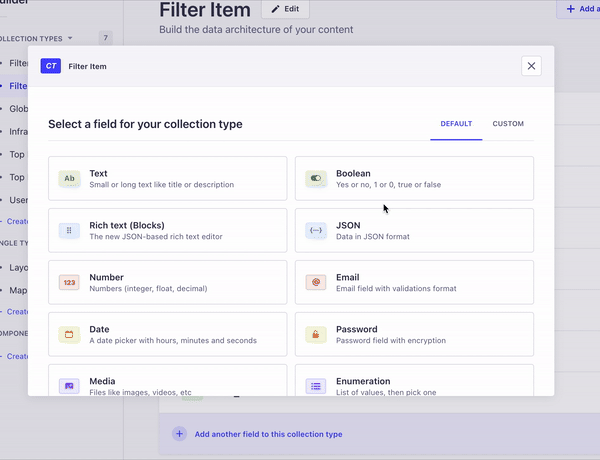 Filter Item
Edit
Add a
Build the data architecture of your content
OLLECTION TYPES
7
Filter
Filte
Glob
Infra
Top
Top
User
+ Create
NGLE TY
Layo
Map
+ Create
OMPONE
+ Create
CT Filter Item
Select a field for your collection type
DEFAULT
CUSTOM
Ab
Text
Small or long text like title or description
Boolean
Yes or no, 1 or 0, true or false
Rich text (Blocks)
The new JSON-based rich text editor
JSON
Data in JSON format
123
Number
Numbers (integer, float, decimal)
@
Email
Email field with validations format
Date
A date picker with hours, minutes and seconds
Password
Password field with encryption
Media
Files like images, videos, etc
Enumeration
List of values, then pick one
Add another field to this collection type